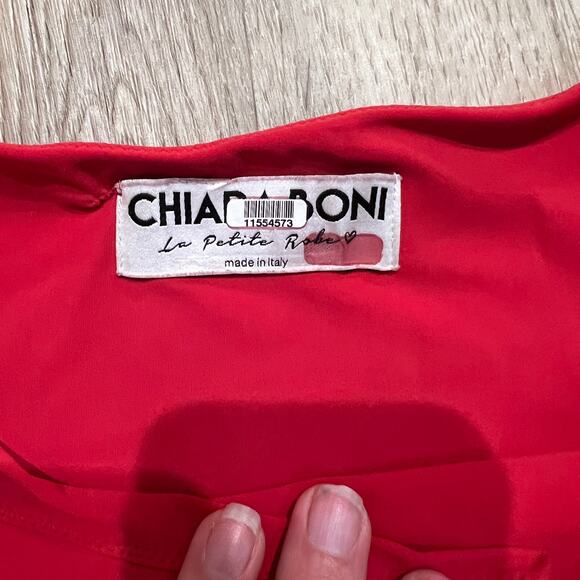 CHIARA BONI
11554573
La Petite Robe
made in Italy